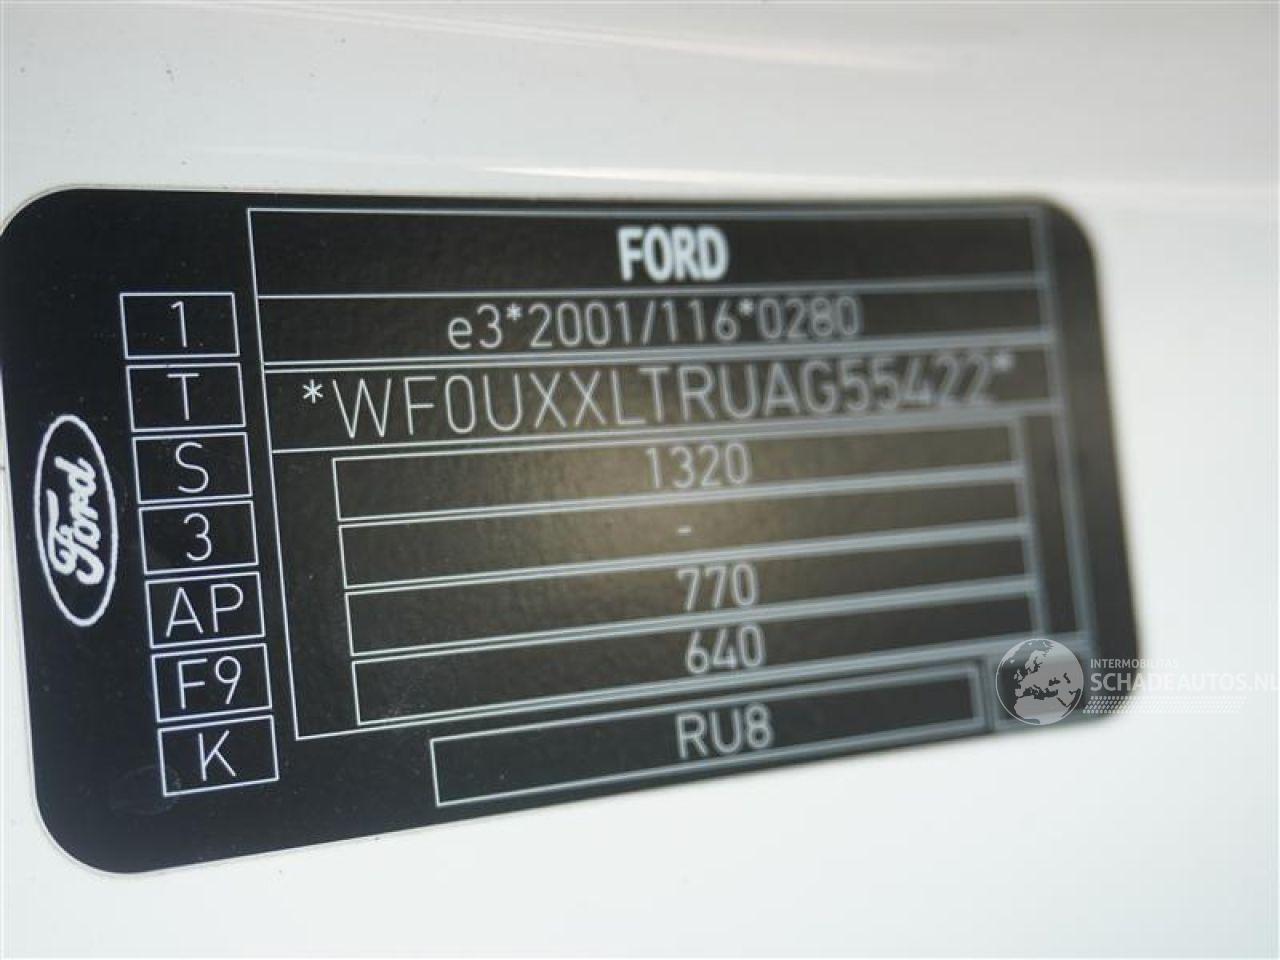 FORD
e3*2001/116*0280
*WF0UXXLTRUAG55422*
1320
-
770
640
RU8
1
T
S
3
AP
F9
K
Ford
INTERMOBILITAS
SCHADEAUTOS.NL